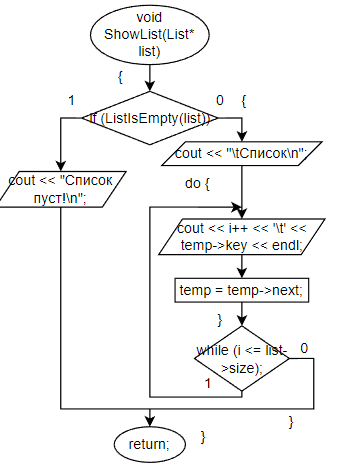 void
ShowList(List*
list)
{
1
0
{
if (ListIsEmpty(list))
cout << "\tСписок\n";
cout << "Список
пуст!\n";
do {
cout << i++ << '\t' <<
temp->key << endl;
temp = temp->next;
}
while (i <= list-
>size);
0
1
}
return;
}